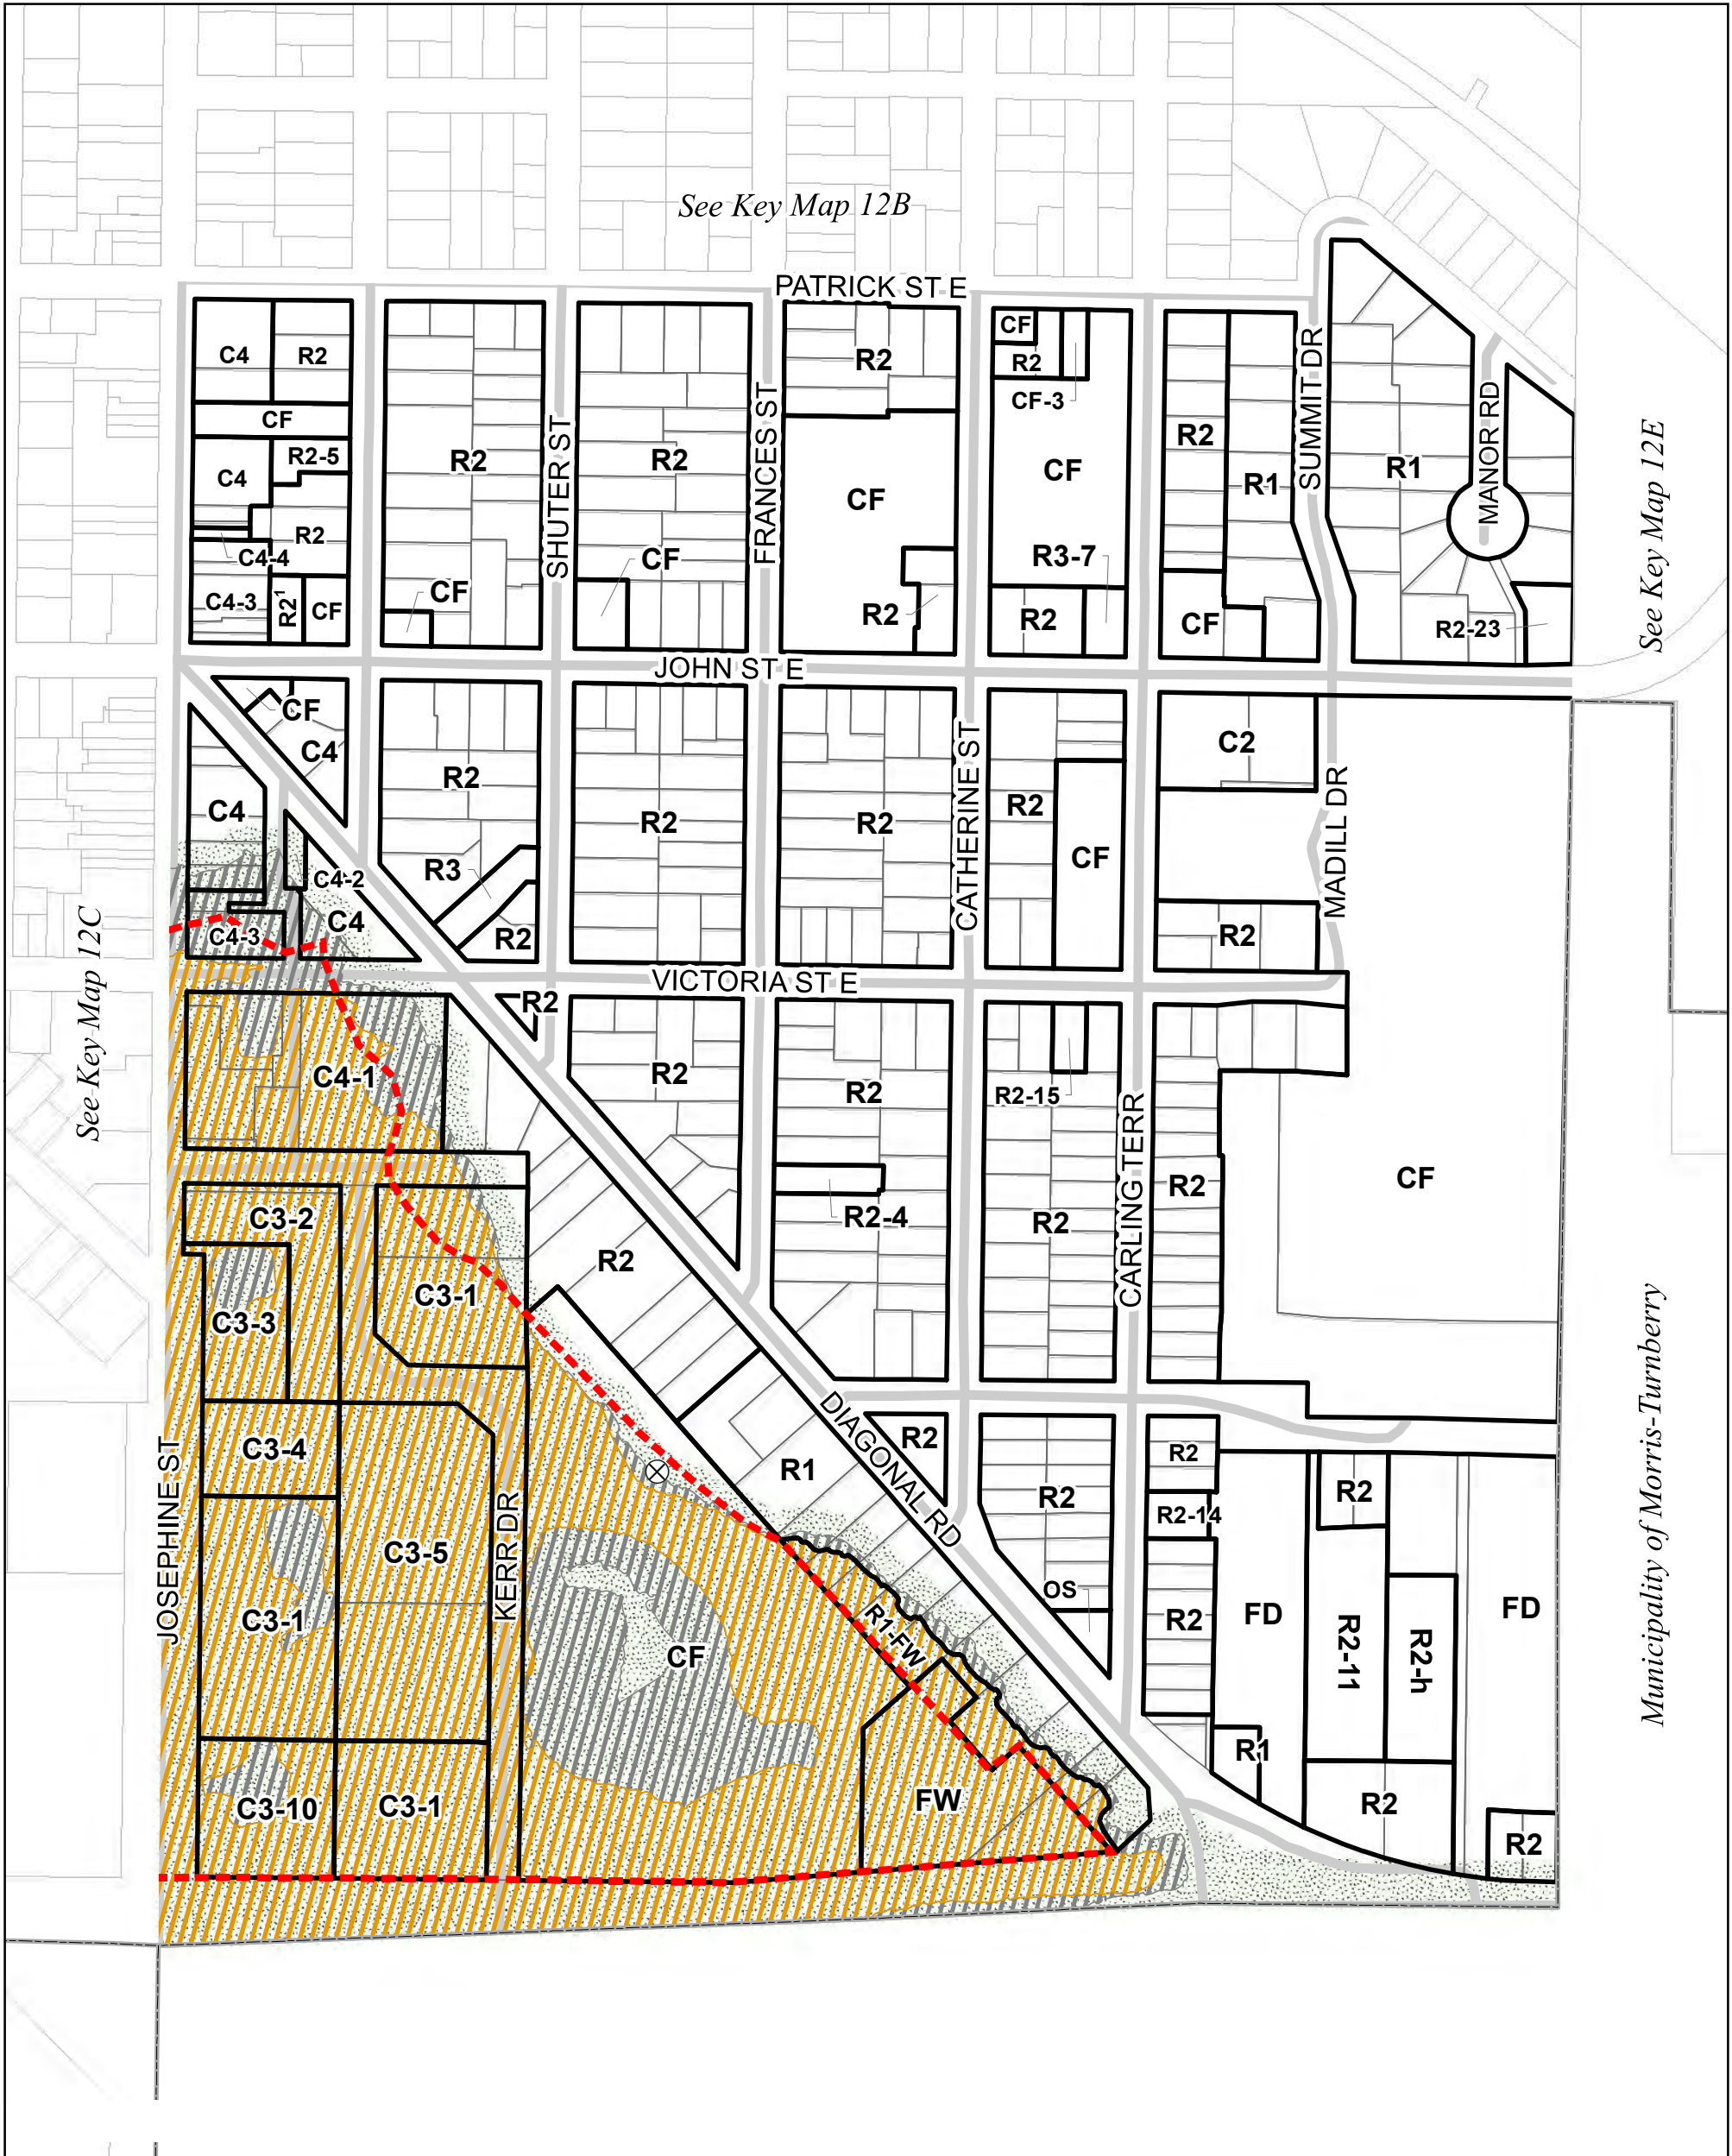 See Key Map 12B
PATRICK ST E
C4
R2
CF
C4
R2-5
R2
C4-4
C4-3
R2¹
CF
R2
CF
SHUTER ST
R2
CF
FRANCES ST
R2
CF
R2
CF
R2
CF-3
CF
R3-7
R2
R2
R1
CF
SUMMIT DR
R1
MANOR RD
R2-23
See Key Map 12E
JOHN ST E
CF
C4
C4
C4-2
C4
C4-3
R2
R3
R2
R2
R2
CATHERINE ST
R2
CF
C2
R2
MADILL DR
See Key Map 12C
VICTORIA ST E
R2
C4-1
R2
R2
R2-15
R2-4
R2
CARLING TERR
R2
CF
C3-2
C3-3
C3-1
R2
C3-4
C3-5
C3-1
C3-10
C3-1
JOSEPHINE ST
KERR DR
CF
R1
DIAGONAL RD
R2
R2
OS
R1-FW
FW
R2
R2-14
R2
FD
R2
R2-11
R2-h
FD
R1
R2
R2
Municipality of Morris-Turnberry